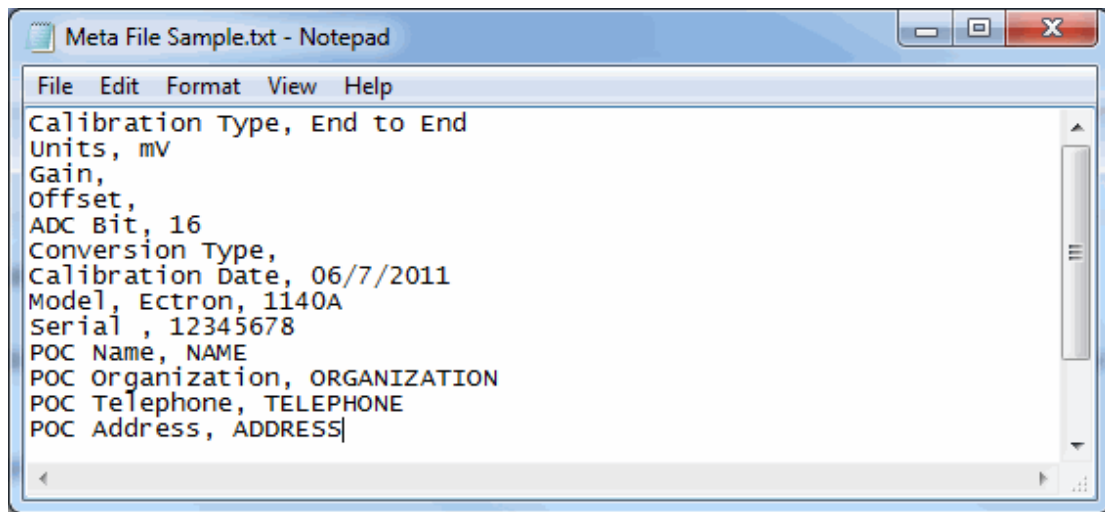 Meta File Sample.txt - Notepad
File Edit Format View Help
Calibration Type, End to End
Units, mV
Gain,
Offset,
ADC Bit, 16
Conversion Type,
Calibration Date, 06/7/2011
Model, Ectron, 1140A
Serial , 12345678
POC Name, NAME
POC Organization, ORGANIZATION
POC Telephone, TELEPHONE
POC Address, ADDRESS